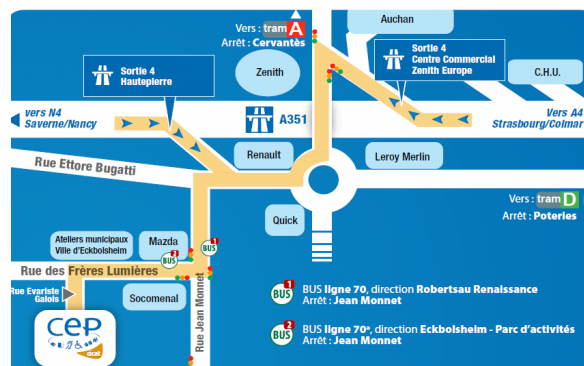 Auchan
Vers : tram A
Arrêt : Cervantès
Sortie 4
Hautepierre
Zenith
Sortie 4
Centre Commercial
Zenith Europe
C.H.U.
vers N4
Saverne/Nancy
A351
Vers A4
Strasbourg/Colmar
Renault
Leroy Merlin
Rue Ettore Bugatti
Vers : tram D
Arrêt : Poteries
Quick
Ateliers municipaux
Ville d'Eckbolsheim
Mazda
BUS 2
BUS 1
Rue des Frères Lumières
Rue Evariste
Galois
Socomenal
Rue Jean Monnet
BUS 1
BUS ligne 70, direction Robertsau Renaissance
Arrêt : Jean Monnet
BUS 2
BUS ligne 70ª, direction Eckbolsheim - Parc d'activités
Arrêt : Jean Monnet
cep